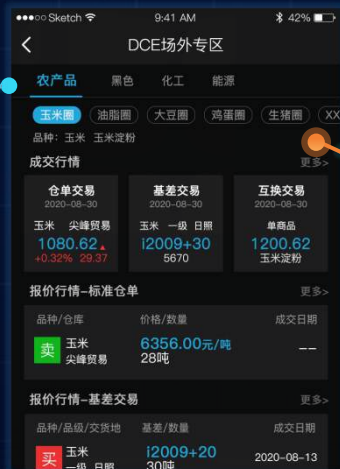 Sketch 9:41 AM 42%
DCE场外专区
农产品 黑色 化工 能源
玉米圈 油脂圈 大豆圈 鸡蛋圈 生猪圈 XX
品种: 玉米 玉米淀粉
成交行情 更多>
仓单交易 基差交易 互换交易
2020-08-30 2020-08-30 2020-08-30
玉米 尖峰贸易 玉米 一级 日照 单商品
1080.62 i2009+30 1200.62
+0.32% 29.37 5670 玉米淀粉
报价行情-标准仓单 更多>
品种/仓库 价格/数量 成交日期
卖 玉米 6356.00元/吨 --
尖峰贸易 28吨
报价行情-基差交易 更多>
品种/品级/交货地 基差/数量 成交日期
买 玉米 i2009+20 2020-08-13
一级 日照 30吨